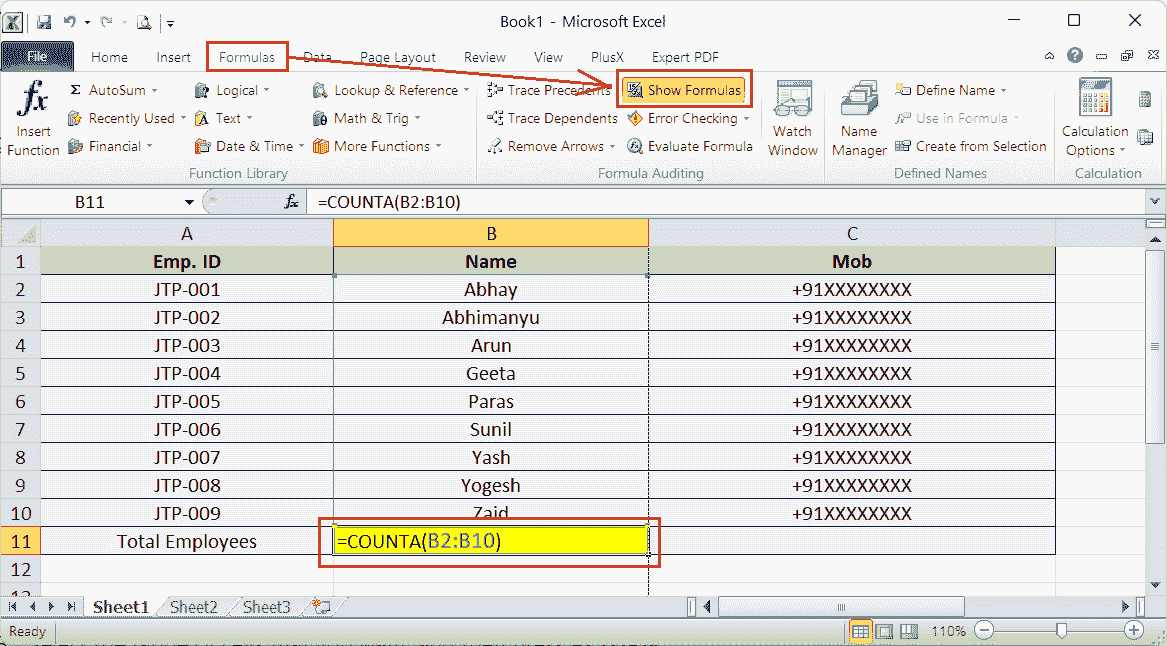 Book1 - Microsoft Excel
File Home Insert Formulas Data Page Layout Review View PlusX Expert PDF
fx Insert Function
Σ AutoSum
Recently Used
Financial
Logical
Text
Date & Time
Lookup & Reference
Math & Trig
More Functions
Function Library
Trace Precedents
Trace Dependents
Remove Arrows
Show Formulas
Error Checking
Evaluate Formula
Formula Auditing
Watch Window
Name Manager
Define Name
Use in Formula
Create from Selection
Defined Names
Calculation Options
Calculation
B11 fx =COUNTA(B2:B10)
A B C
1 Emp. ID Name Mob
2 JTP-001 Abhay +91XXXXXXXX
3 JTP-002 Abhimanyu +91XXXXXXXX
4 JTP-003 Arun +91XXXXXXXX
5 JTP-004 Geeta +91XXXXXXXX
6 JTP-005 Paras +91XXXXXXXX
7 JTP-006 Sunil +91XXXXXXXX
8 JTP-007 Yash +91XXXXXXXX
9 JTP-008 Yogesh +91XXXXXXXX
10 JTP-009 Zaid +91XXXXXXXX
11 Total Employees =COUNTA(B2:B10)
12
Sheet1 Sheet2 Sheet3
Ready 110%